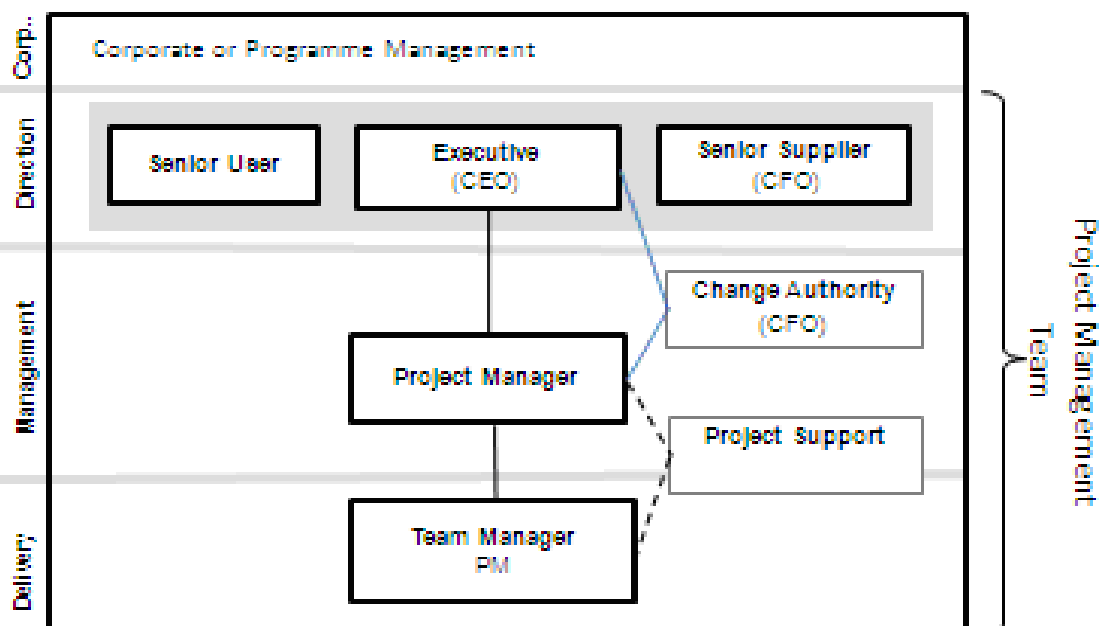 Corp..
Corporate or Programme Management
Direction
Senior User
Executive
(CEO)
Senior Supplier
(CFO)
Management
Change Authority
(CFO)
Project Manager
Project Support
Delivery
Team Manager
PM
Project Management
Team